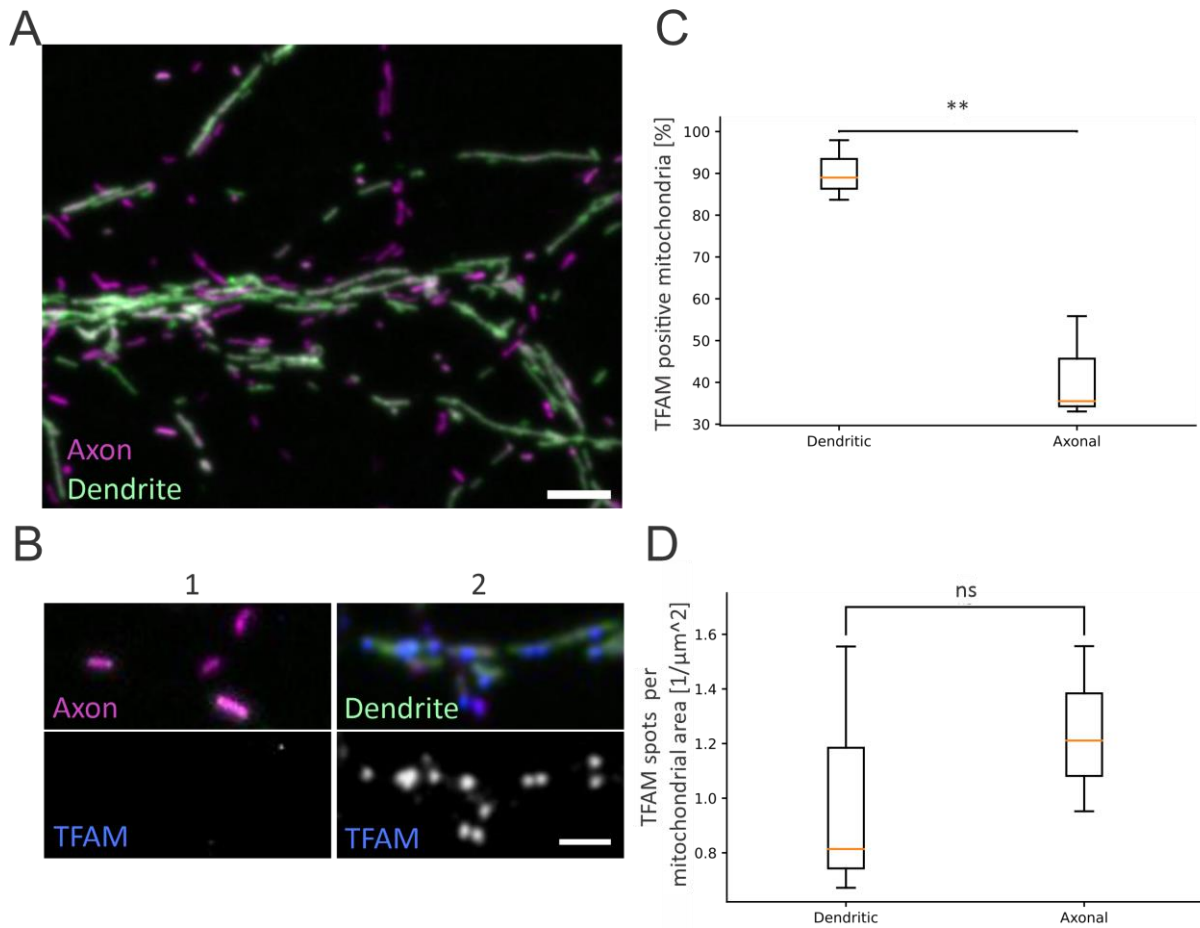 A
Axon
Dendrite
B
1
2
Axon
Dendrite
TFAM
TFAM
C
**
TFAM positive mitochondria [%]
100
90
80
70
60
50
40
30
Dendritic
Axonal
D
ns
TFAM spots per
mitochondrial area [1/μm^2]
1.6
1.4
1.2
1.0
0.8
Dendritic
Axonal